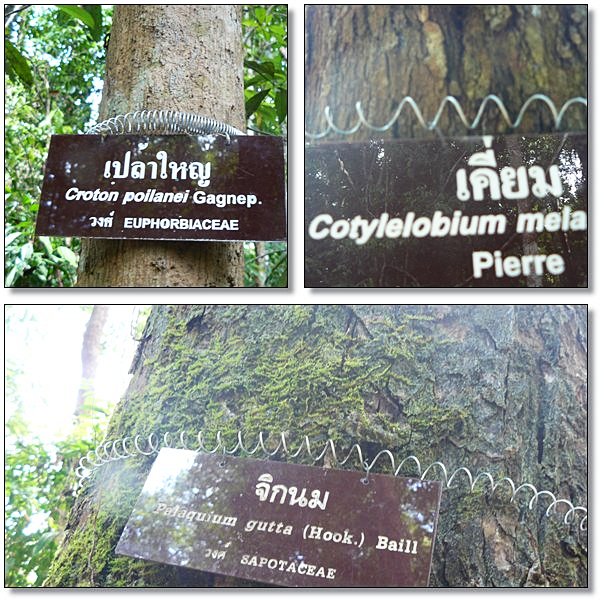 เปล้าใหญ่
Croton poilanei Gagnep.
วงศ์ EUPHORBIACEAE
เคี่ยม
Cotylelobium mela
Pierre
จิกนม
Palaquium gutta (Hook.) Baill
วงศ์ SAPOTACEAE